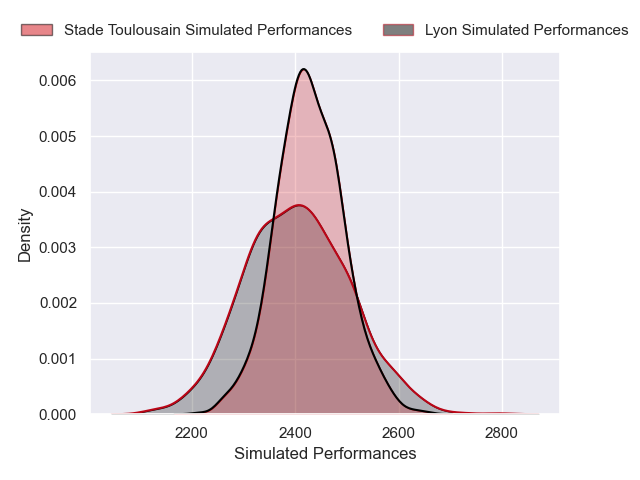 Stade Toulousain Simulated Performances
Lyon Simulated Performances
0.006
0.005
0.004
0.003
0.002
0.001
0.000
Density
2200 2400 2600 2800
Simulated Performances